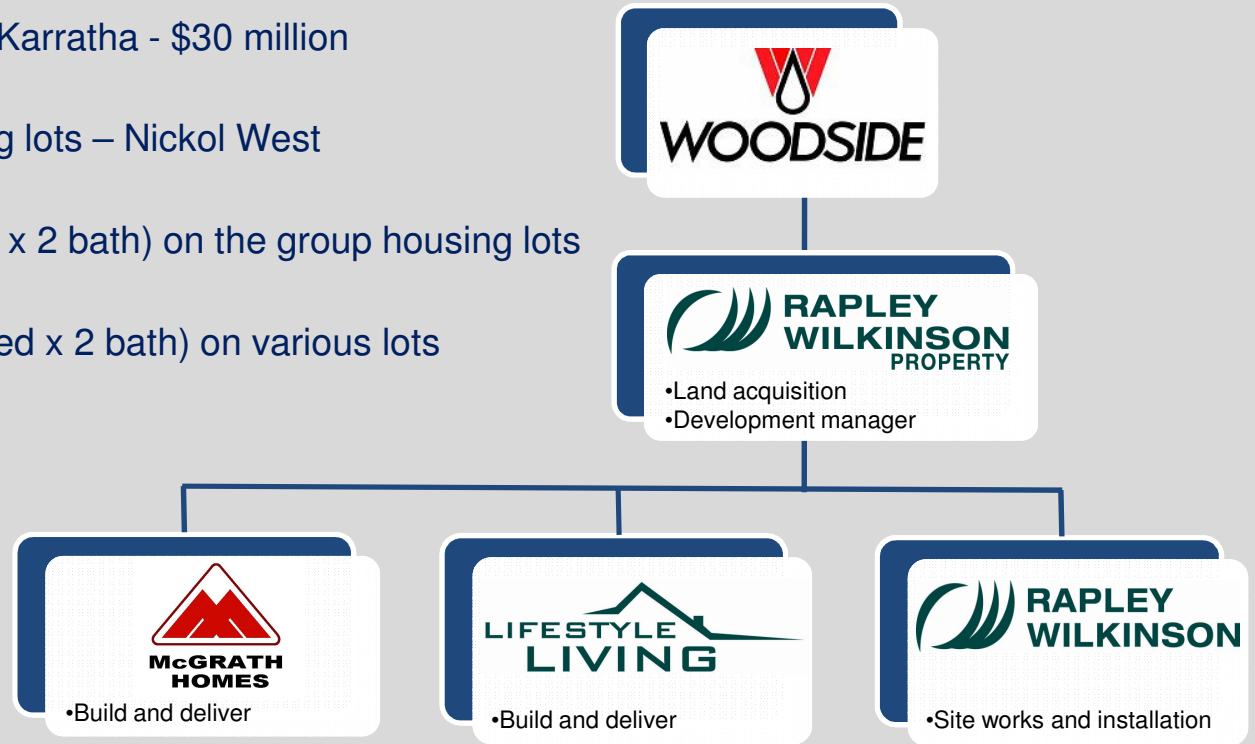 Karratha - $30 million
g lots – Nickol West
x 2 bath) on the group housing lots
ed x 2 bath) on various lots
WOODSIDE
RAPLEY
WILKINSON
PROPERTY
•Land acquisition
•Development manager
McGRATH
HOMES
•Build and deliver
LIFESTYLE
LIVING
•Build and deliver
RAPLEY
WILKINSON
•Site works and installation